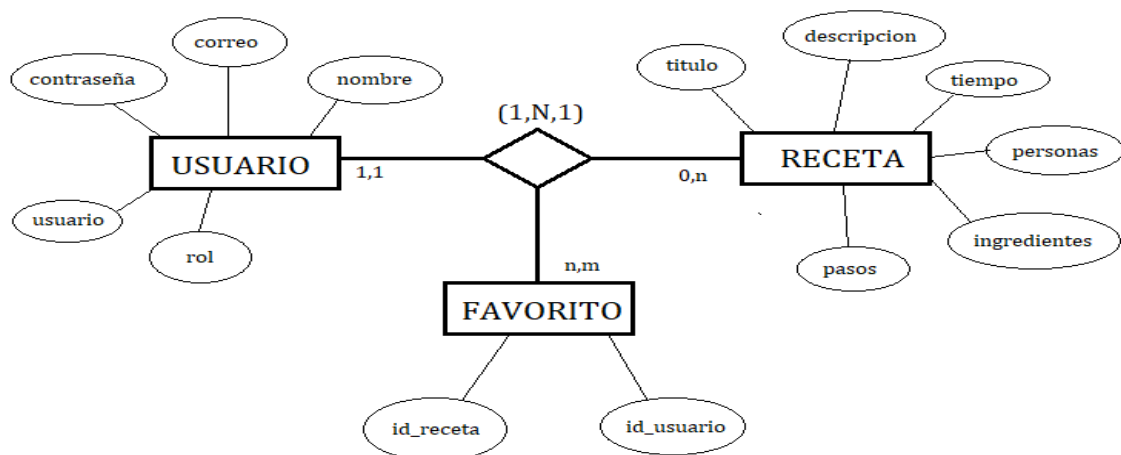 correo
descripcion
contraseña
nombre
titulo
tiempo
(1,N,1)
USUARIO
1,1
0,n
RECETA
personas
usuario
rol
ingredientes
pasos
n,m
FAVORITO
id_receta
id_usuario